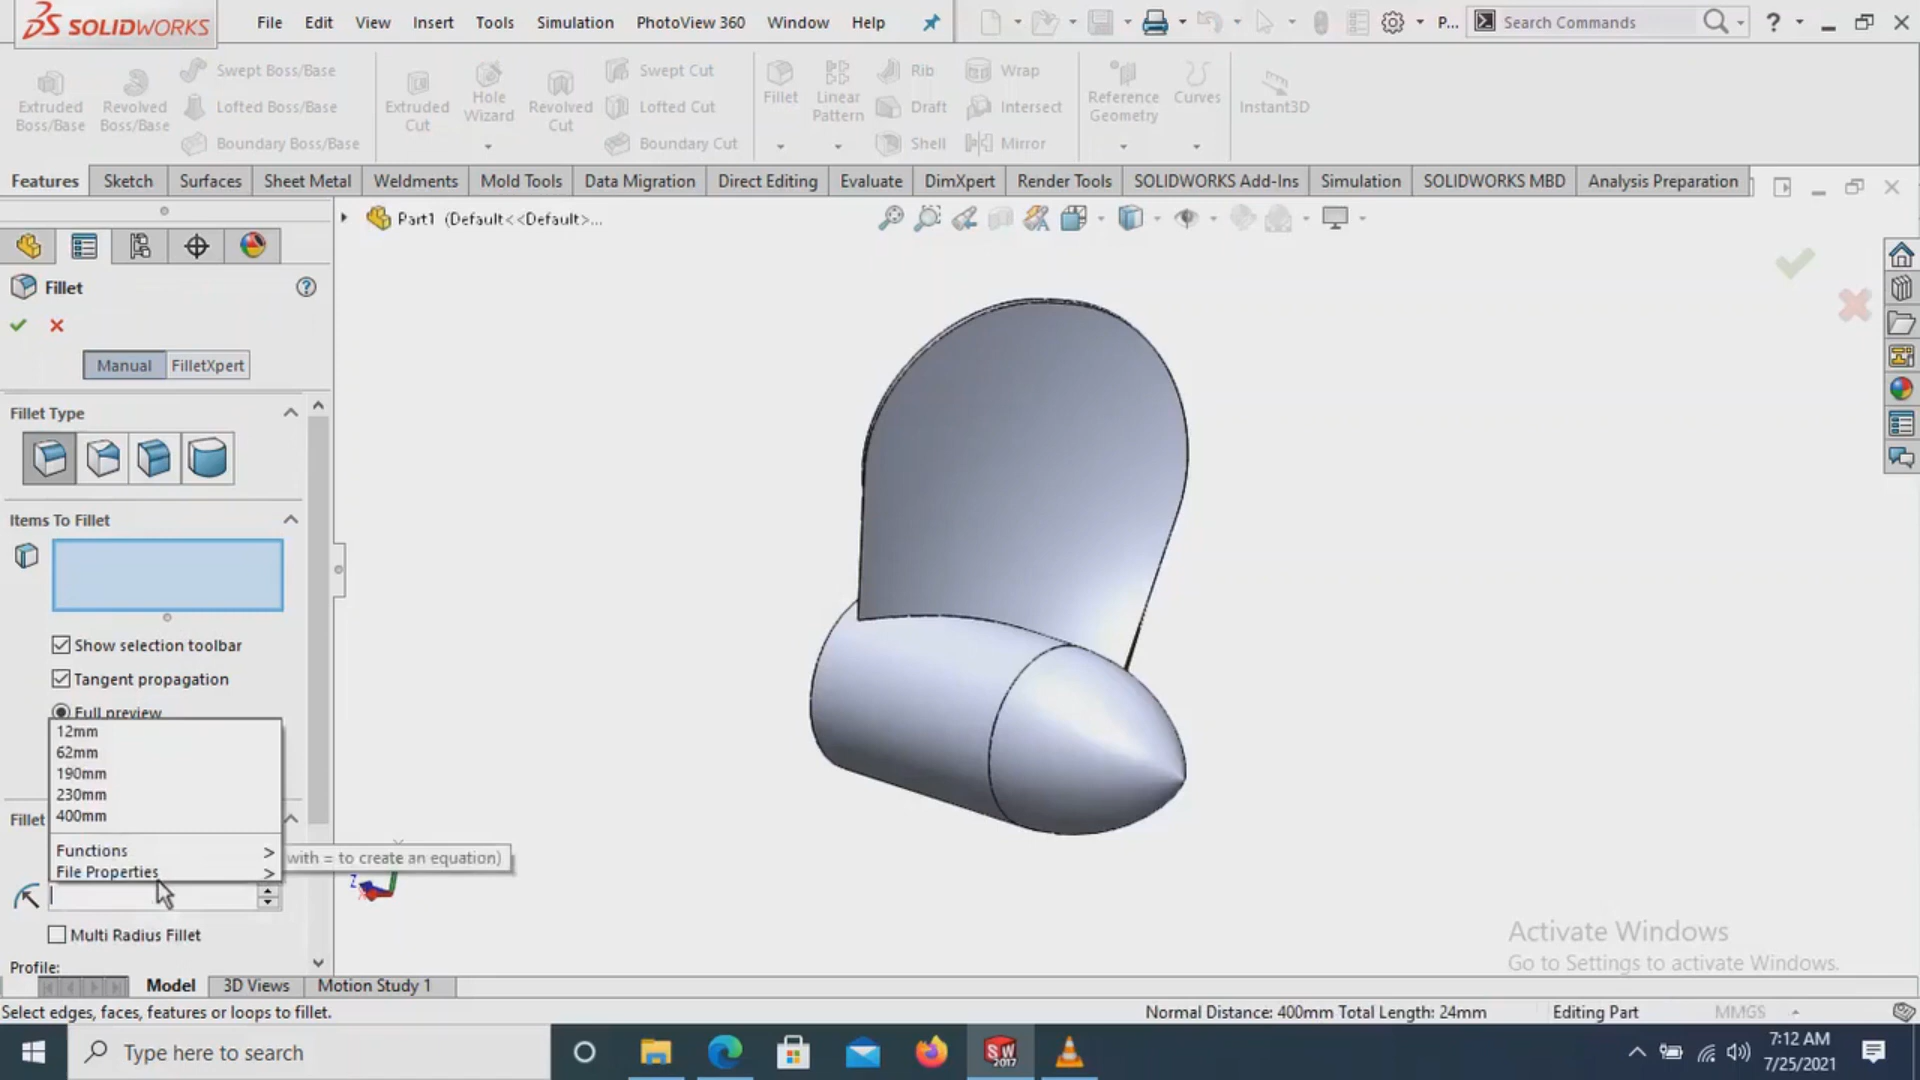 SOLIDWORKS
File Edit View Insert Tools Simulation PhotoView 360 Window Help
P... Search Commands
Extruded Boss/Base
Revolved Boss/Base
Swept Boss/Base
Lofted Boss/Base
Boundary Boss/Base
Extruded Cut
Hole Wizard
Revolved Cut
Swept Cut
Lofted Cut
Boundary Cut
Fillet
Linear Pattern
Rib
Draft
Shell
Wrap
Intersect
Mirror
Reference Geometry
Curves
Instant3D
Features Sketch Surfaces Sheet Metal Weldments Mold Tools Data Migration Direct Editing Evaluate DimXpert Render Tools SOLIDWORKS Add-Ins Simulation SOLIDWORKS MBD Analysis Preparation
Part1 (Default<<Default>...
Fillet
Manual FilletXpert
Fillet Type
Items To Fillet
Show selection toolbar
Tangent propagation
Full preview
12mm
62mm
190mm
230mm
400mm
Fillet
Functions >
with = to create an equation)
File Properties >
Z
Multi Radius Fillet
Profile:
Activate Windows
Go to Settings to activate Windows.
Model 3D Views Motion Study 1
Select edges, faces, features or loops to fillet.
Normal Distance: 400mm Total Length: 24mm Editing Part MMGS
Type here to search
SW 2017
7:12 AM
7/25/2021